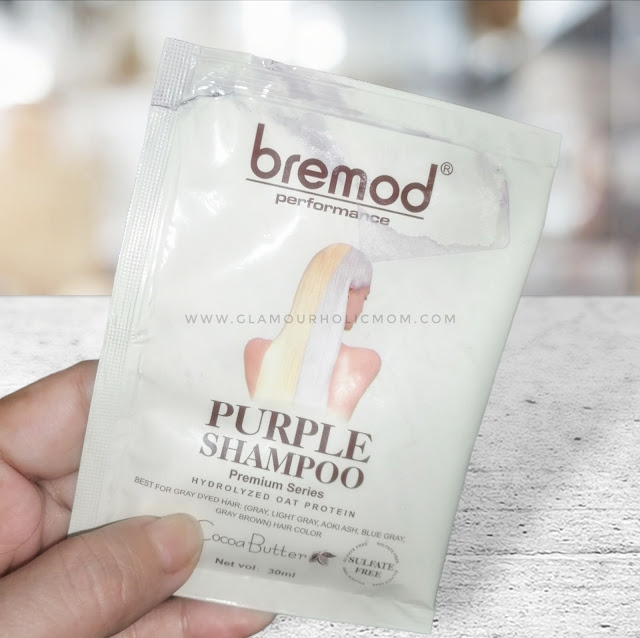 bremod®
performance
WWW.GLAMOURHOLICMOM.COM
PURPLE
SHAMPOO
Premium Series
HYDROLYZED OAT PROTEIN
BEST FOR GRAY DYED HAIR; (GRAY, LIGHT GRAY, AOKI ASH, BLUE GRAY,
GRAY BROWN) HAIR COLOR
Cocoa Butter
SULFATE
FREE
Net vol. 30ml